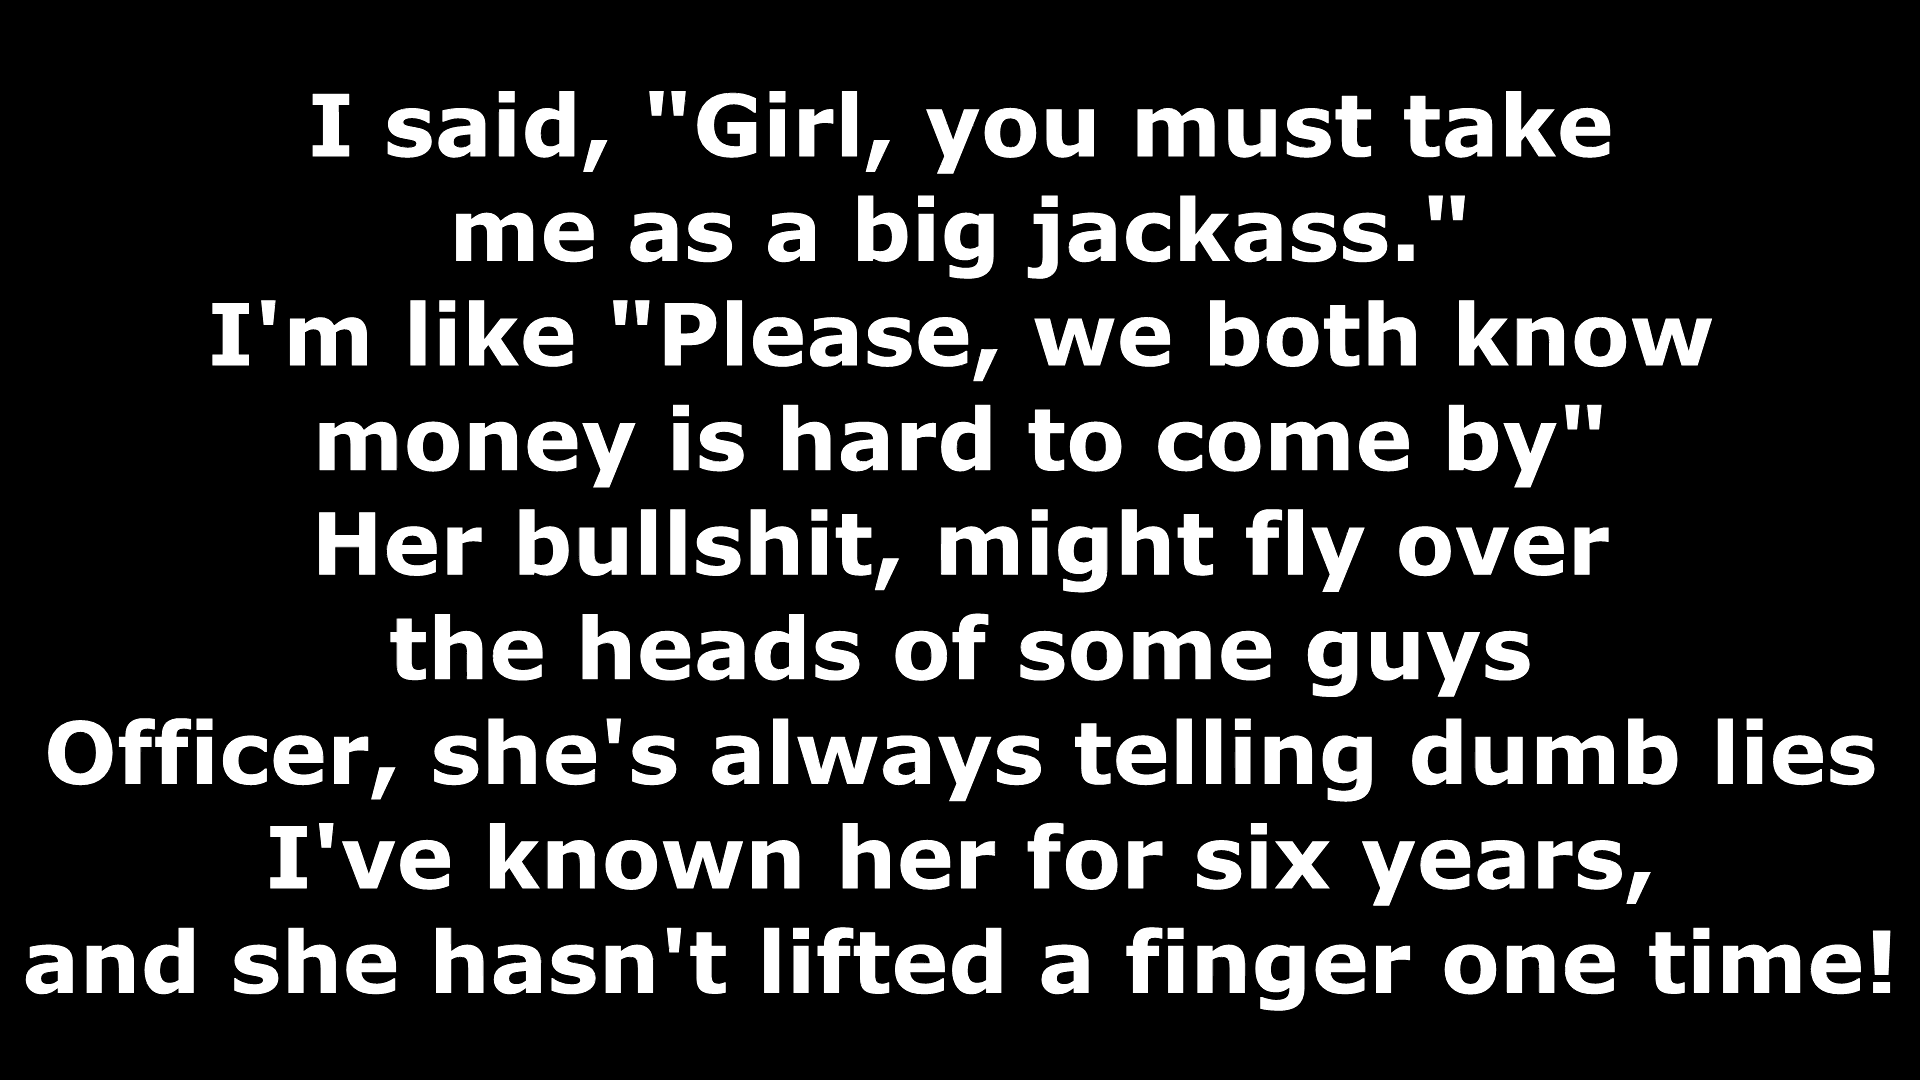 I said, "Girl, you must take
me as a big jackass."
I'm like "Please, we both know
money is hard to come by"
Her bullshit, might fly over
the heads of some guys
Officer, she's always telling dumb lies
I've known her for six years,
and she hasn't lifted a finger one time!